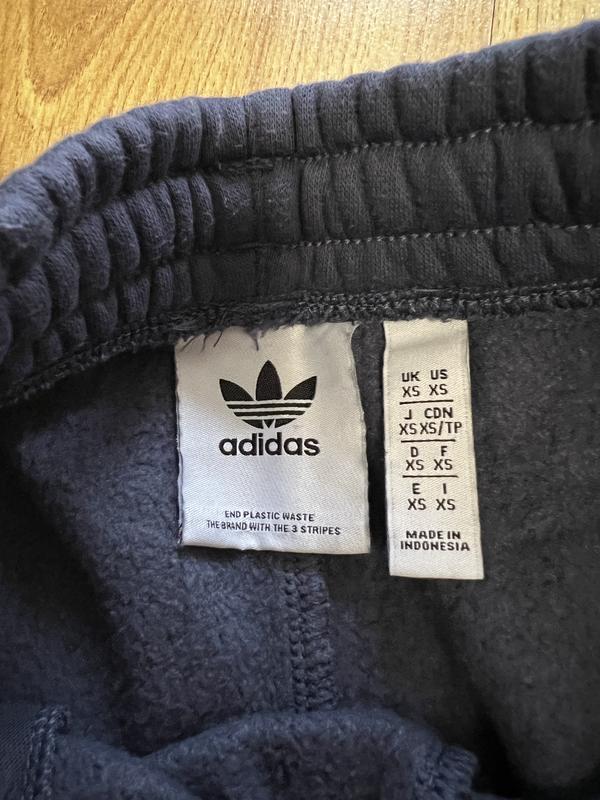 adidas
END PLASTIC WASTE
THE BRAND WITH THE 3 STRIPES
UK US
XS XS
J CDN
XS XS/TP
D F
XS XS
E I
XS XS
MADE IN
INDONESIA